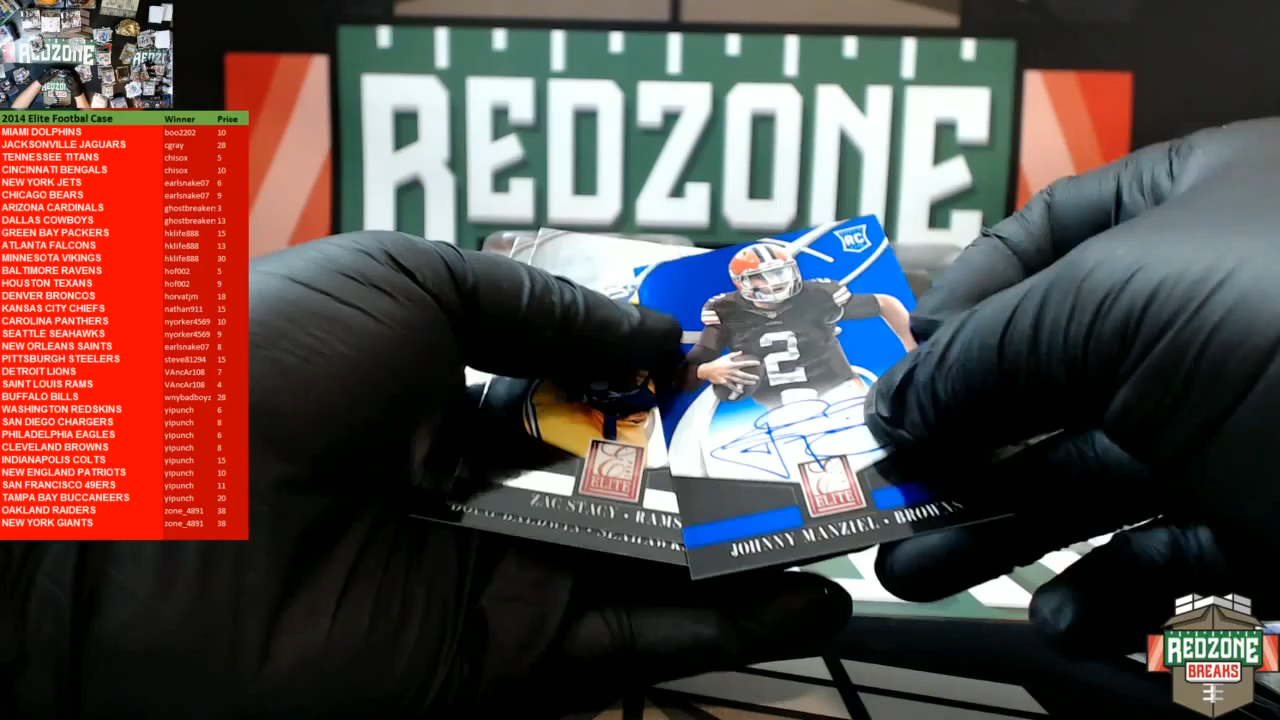 REDZONE
REDZONE
2014 Elite Footbal Case Winner Price
MIAMI DOLPHINS boo2202 10
JACKSONVILLE JAGUARS cgray 28
TENNESSEE TITANS chisox 5
CINCINNATI BENGALS chisox 10
NEW YORK JETS earlsnake07 6
CHICAGO BEARS earlsnake07 9
ARIZONA CARDINALS ghostbreaker 3
DALLAS COWBOYS ghostbreaker 13
GREEN BAY PACKERS hklife888 15
ATLANTA FALCONS hklife888 13
MINNESOTA VIKINGS hklife888 30
BALTIMORE RAVENS hof002 5
HOUSTON TEXANS hof002 9
DENVER BRONCOS horvatjm 18
KANSAS CITY CHIEFS nathan911 15
CAROLINA PANTHERS nyorker4569 10
SEATTLE SEAHAWKS nyorker4569 9
NEW ORLEANS SAINTS earlsnake07 8
PITTSBURGH STEELERS steve81294 15
DETROIT LIONS VAncAr108 7
SAINT LOUIS RAMS VAncAr108 4
BUFFALO BILLS wnybadboyz 28
WASHINGTON REDSKINS yipunch 6
SAN DIEGO CHARGERS yipunch 8
PHILADELPHIA EAGLES yipunch 6
CLEVELAND BROWNS yipunch 8
INDIANAPOLIS COLTS yipunch 15
NEW ENGLAND PATRIOTS yipunch 10
SAN FRANCISCO 49ERS yipunch 11
TAMPA BAY BUCCANEERS yipunch 20
OAKLAND RAIDERS zone_4891 38
NEW YORK GIANTS zone_4891 38
RC
2
ELITE
ZAC STACY • RAMS
DOUG BALDWIN • SEAHAWKS
ELITE
JOHNNY MANZIEL • BROWNS
REDZONE
BREAKS